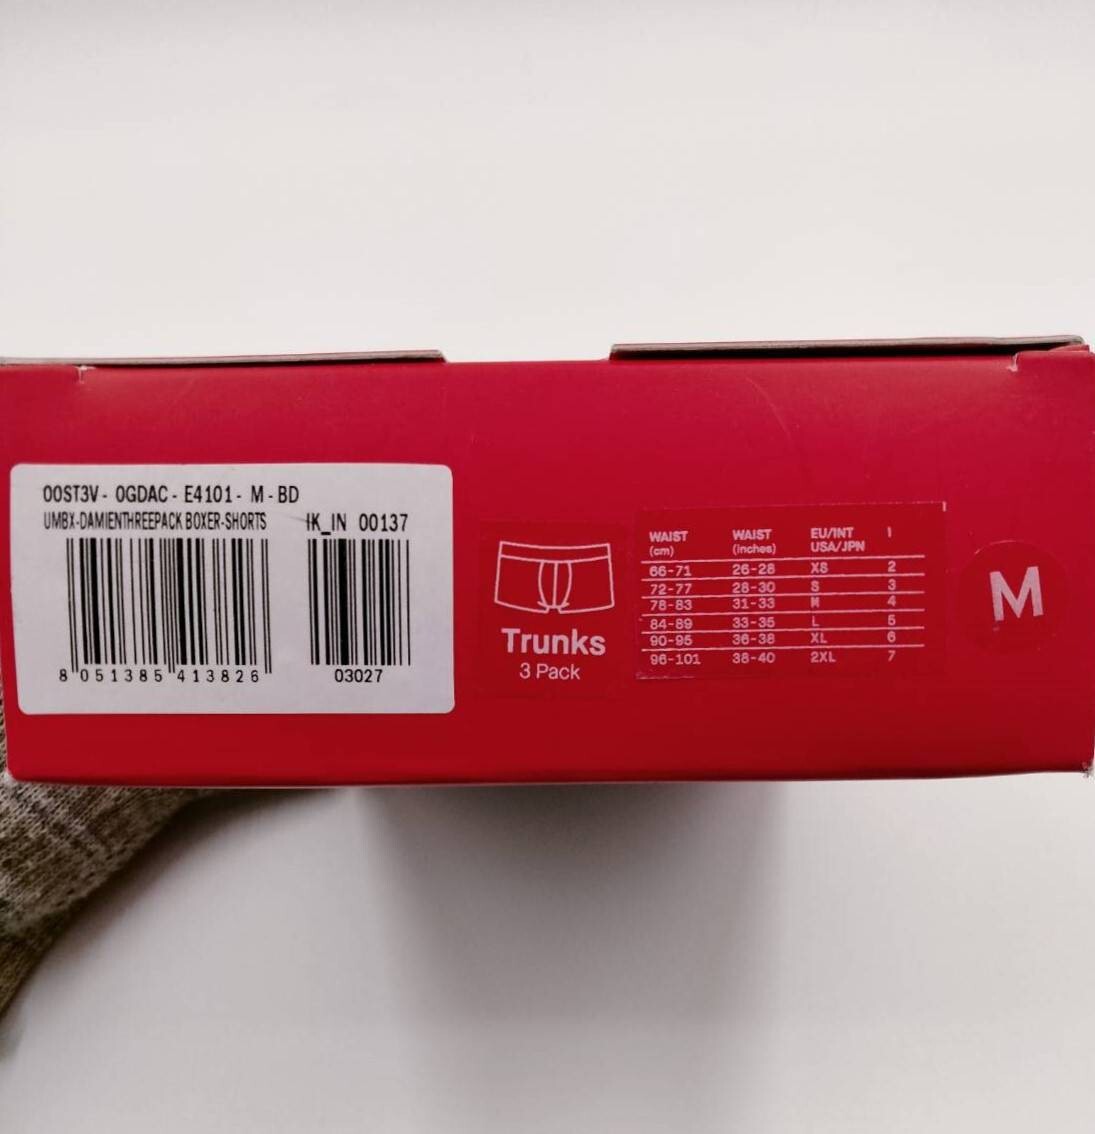 00ST3V - 0GDAC - E4101 - M - BD
UMBX-DAMIENTHREEPACK BOXER-SHORTS IK_IN 00137
8 051385 413826
03027
Trunks
3 Pack
WAIST (cm) WAIST (inches) EU/INT USA/JPN I
66-71 26-28 XS 2
72-77 28-30 S 3
78-83 31-33 M 4
84-89 33-35 L 5
90-95 36-38 XL 6
96-101 38-40 2XL 7
M